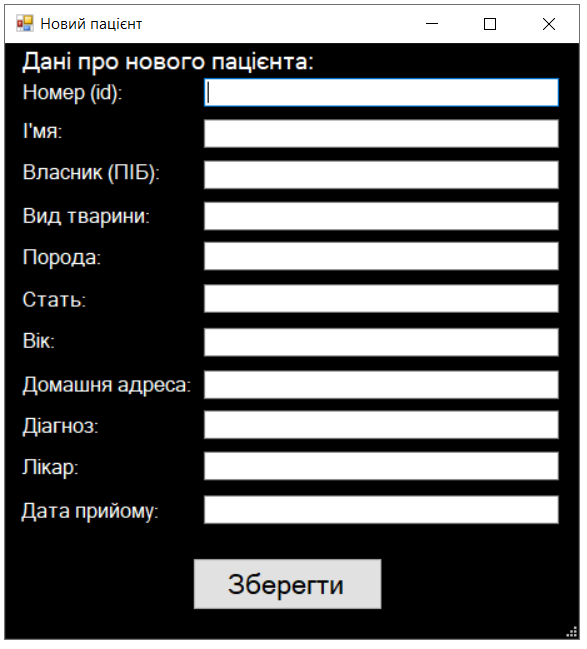 Новий пацієнт
Дані про нового пацієнта:
Номер (id):
І'мя:
Власник (ПІБ):
Вид тварини:
Порода:
Стать:
Вік:
Домашня адреса:
Діагноз:
Лікар:
Дата прийому:
Зберегти